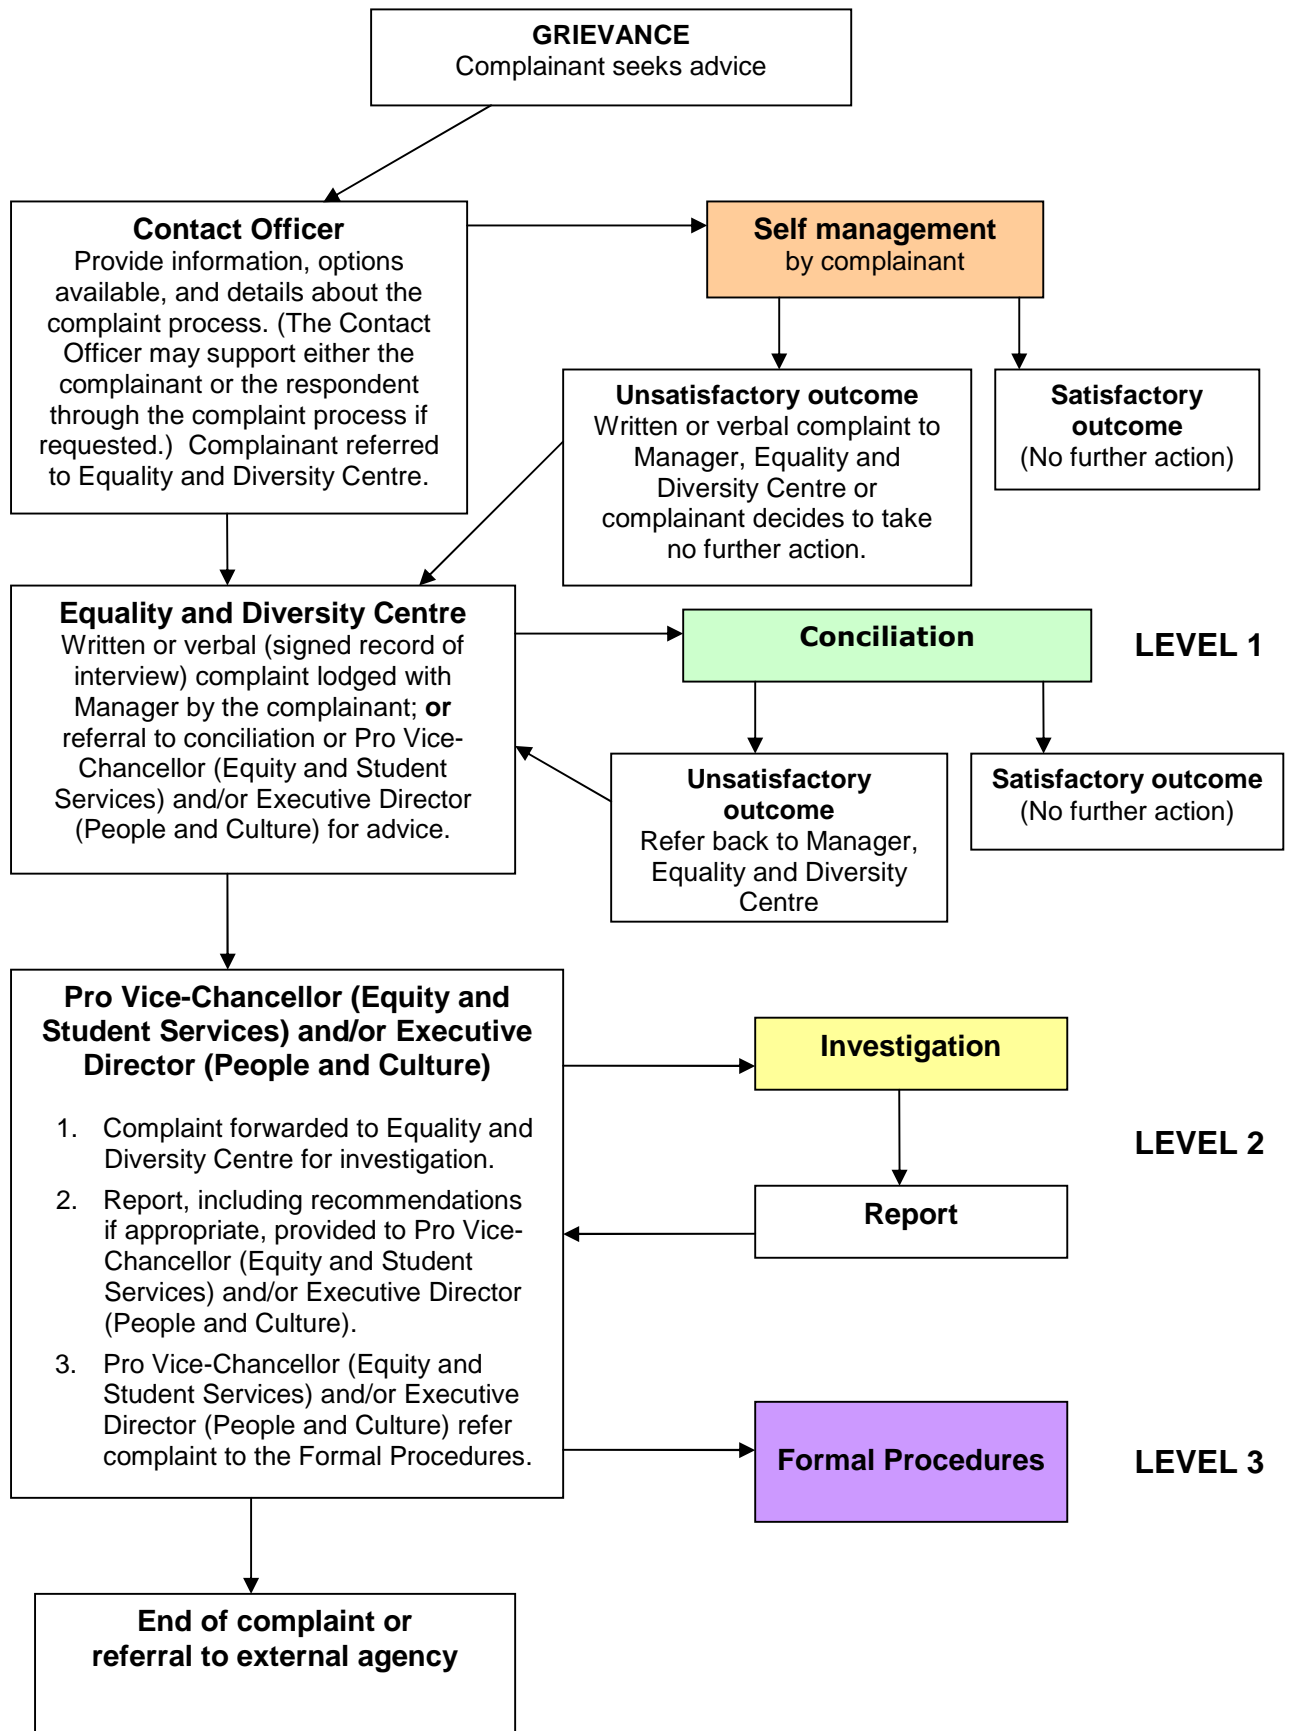 GRIEVANCE
Complainant seeks advice
Contact Officer
Provide information, options
available, and details about the
complaint process. (The Contact
Officer may support either the
complainant or the respondent
through the complaint process if
requested.) Complainant referred
to Equality and Diversity Centre.
Self management
by complainant
Unsatisfactory outcome
Written or verbal complaint to
Manager, Equality and
Diversity Centre or
complainant decides to take
no further action.
Satisfactory
outcome
(No further action)
Equality and Diversity Centre
Written or verbal (signed record of
interview) complaint lodged with
Manager by the complainant; or
referral to conciliation or Pro Vice-
Chancellor (Equity and Student
Services) and/or Executive Director
(People and Culture) for advice.
Conciliation
LEVEL 1
Unsatisfactory
outcome
Refer back to Manager,
Equality and Diversity
Centre
Satisfactory outcome
(No further action)
Pro Vice-Chancellor (Equity and
Student Services) and/or Executive
Director (People and Culture)
1. Complaint forwarded to Equality and
Diversity Centre for investigation.
2. Report, including recommendations
if appropriate, provided to Pro Vice-
Chancellor (Equity and Student
Services) and/or Executive Director
(People and Culture).
3. Pro Vice-Chancellor (Equity and
Student Services) and/or Executive
Director (People and Culture) refer
complaint to the Formal Procedures.
Investigation
LEVEL 2
Report
Formal Procedures
LEVEL 3
End of complaint or
referral to external agency